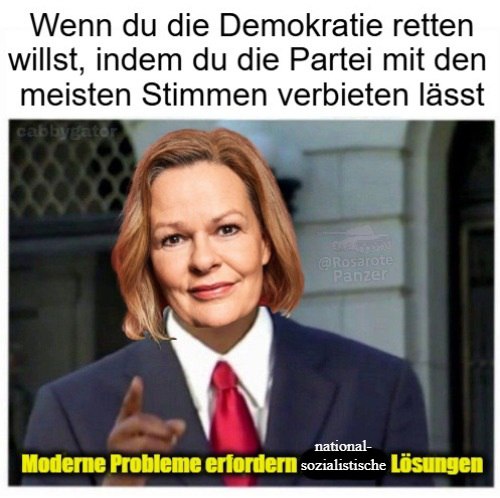 Wenn du die Demokratie retten
willst, indem du die Partei mit den
meisten Stimmen verbieten lässt
cabbygator
@Rosarote
Panzer
national-
Moderne Probleme erfordern sozialistische Lösungen